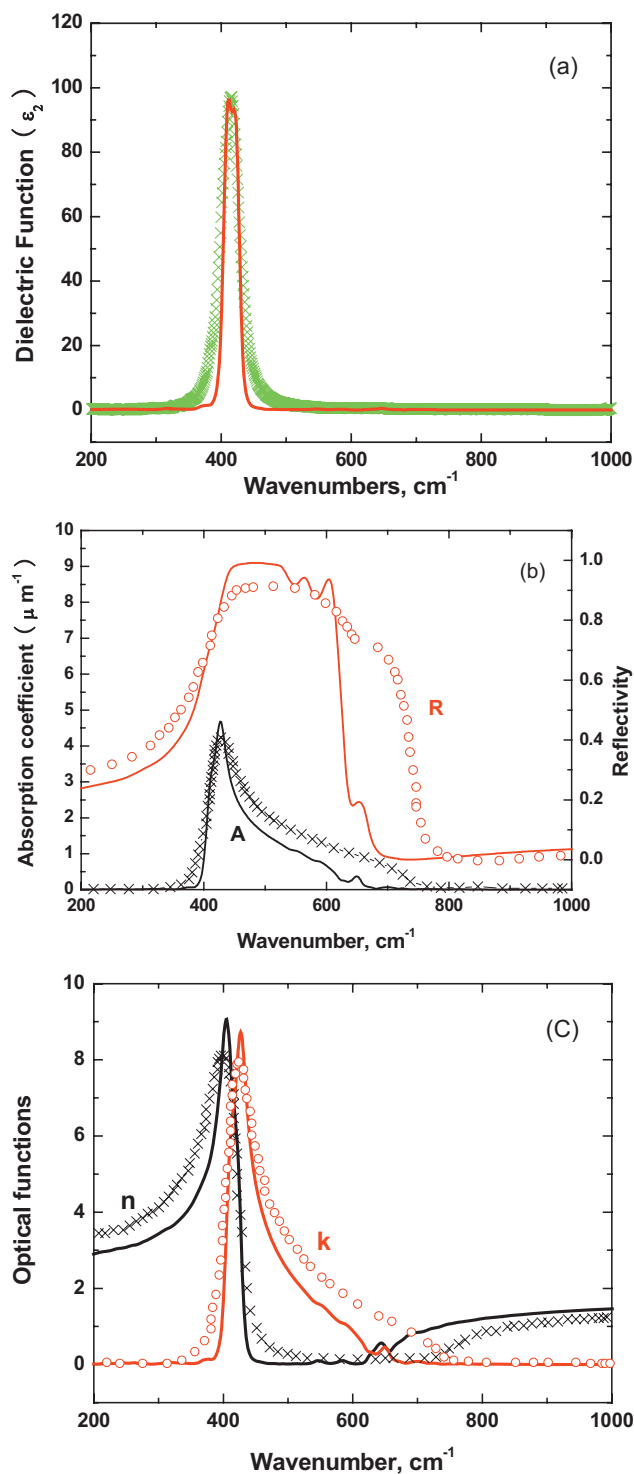 (a)
Dielectric Function ( ε₂ )
120
100
80
60
40
20
0
200 400 600 800 1000
Wavenumbers, cm⁻¹
(b)
Absorption coefficient ( μ m⁻¹ )
10
9
8
7
6
5
4
3
2
1
0
R
A
1.0
0.8
0.6
0.4
0.2
0.0
Reflectivity
200 400 600 800 1000
Wavenumber, cm⁻¹
(C)
Optical functions
10
8
6
4
2
0
n
k
200 400 600 800 1000
Wavenumber, cm⁻¹